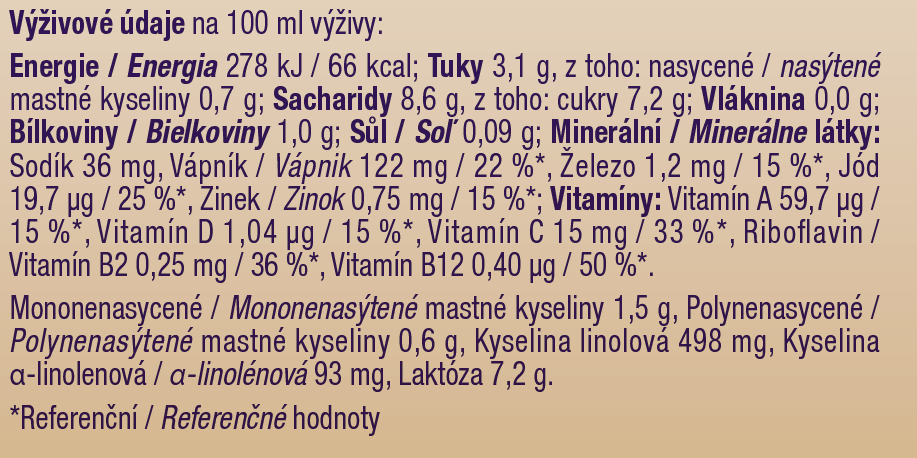 Výživové údaje na 100 ml výživy:
Energie / Energia 278 kJ / 66 kcal; Tuky 3,1 g, z toho: nasycené / nasýtené
mastné kyseliny 0,7 g; Sacharidy 8,6 g, z toho: cukry 7,2 g; Vláknina 0,0 g;
Bílkoviny / Bielkoviny 1,0 g; Sůl / Soľ 0,09 g; Minerální / Minerálne látky:
Sodík 36 mg, Vápník / Vápnik 122 mg / 22 %*, Železo 1,2 mg / 15 %*, Jód
19,7 µg / 25 %*, Zinek / Zinok 0,75 mg / 15 %*; Vitamíny: Vitamín A 59,7 µg /
15 %*, Vitamín D 1,04 µg / 15 %*, Vitamín C 15 mg / 33 %*, Riboflavin /
Vitamín B2 0,25 mg / 36 %*, Vitamín B12 0,40 µg / 50 %*.
Mononenasycené / Mononenasýtené mastné kyseliny 1,5 g, Polynenasycené /
Polynenasýtené mastné kyseliny 0,6 g, Kyselina linolová 498 mg, Kyselina
α-linolenová / α-linolénová 93 mg, Laktóza 7,2 g.
*Referenční / Referenčné hodnoty